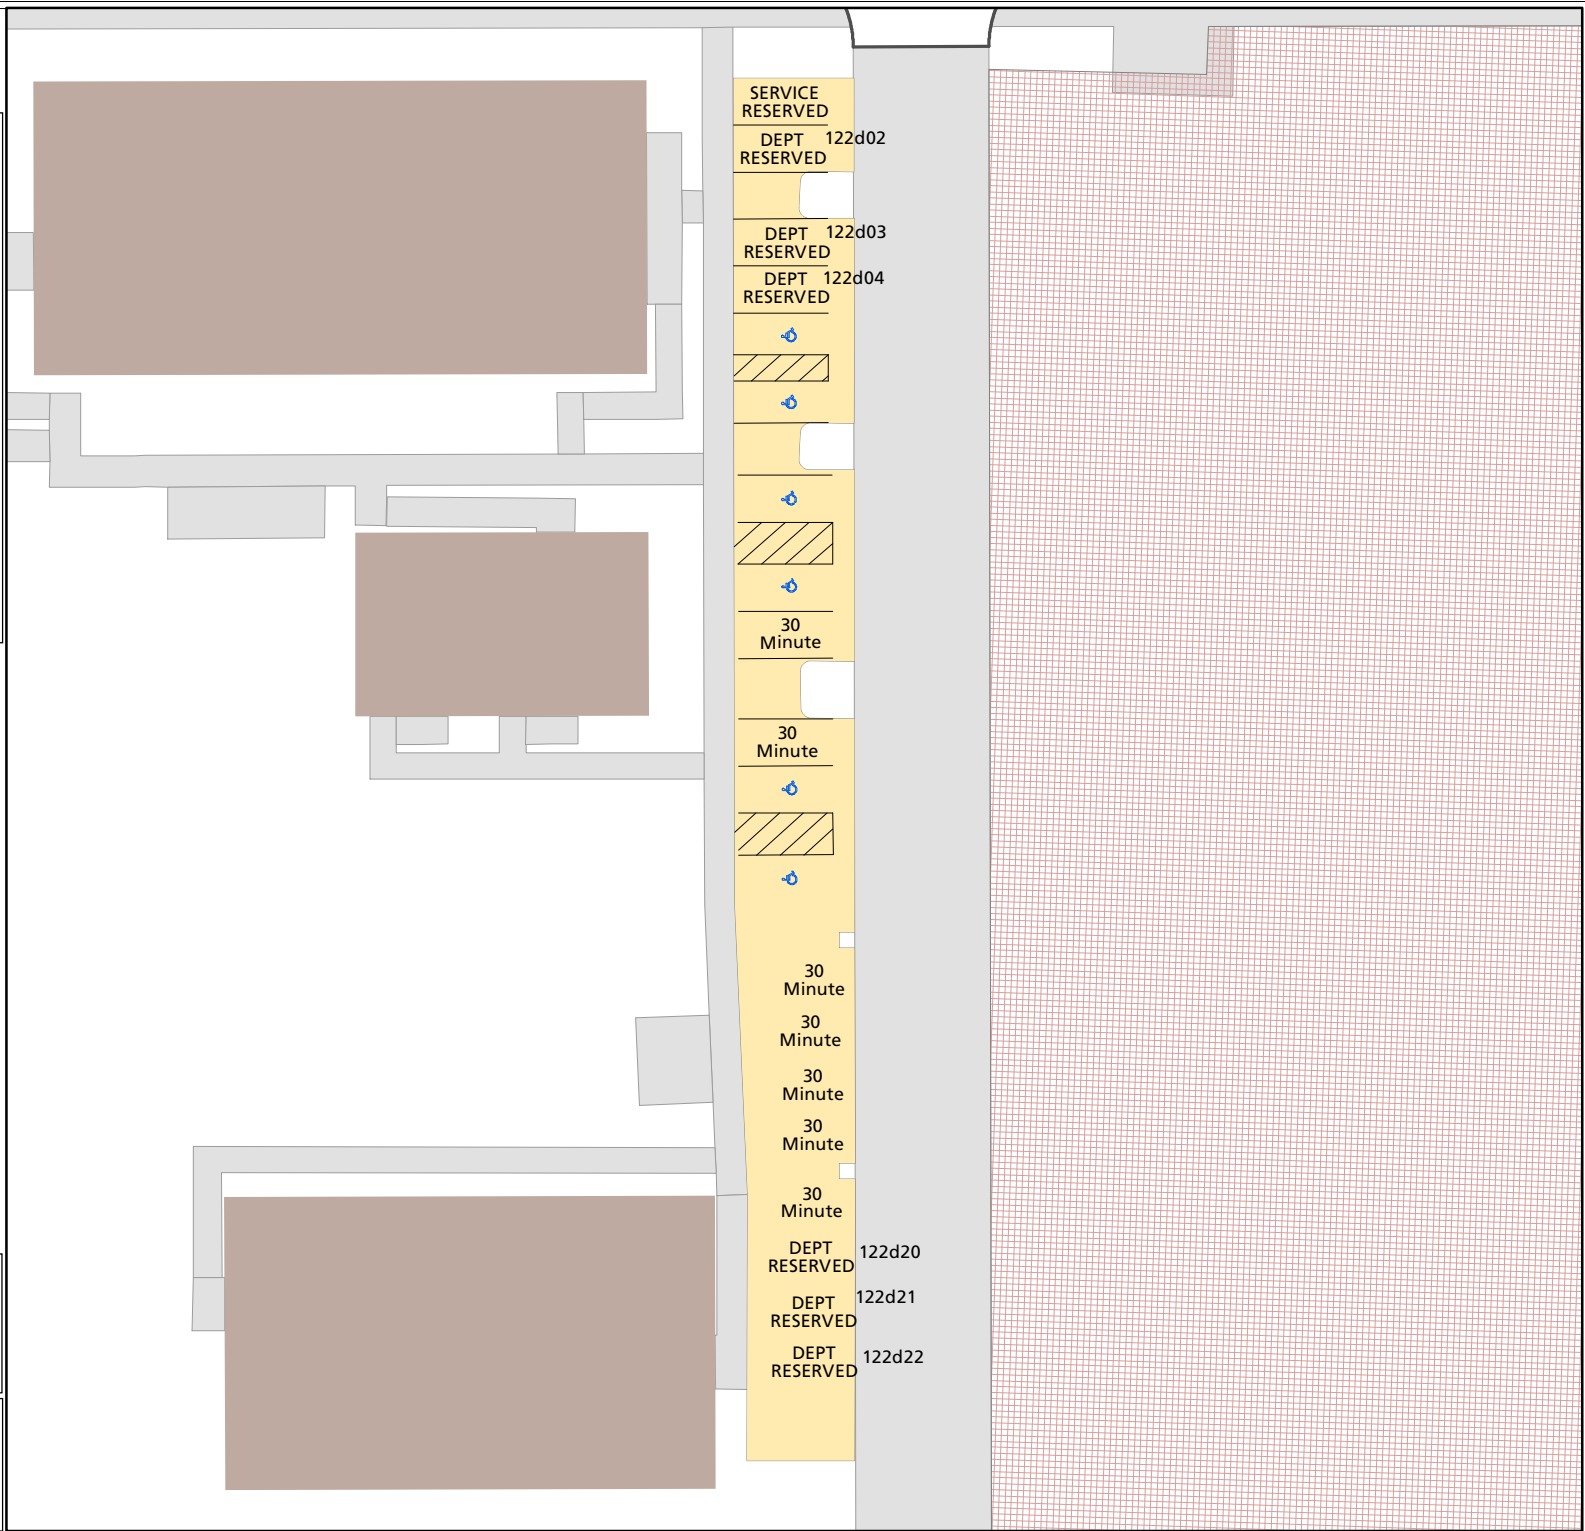 SERVICE
RESERVED
DEPT
RESERVED
122d02
DEPT
RESERVED
122d03
DEPT
RESERVED
122d04
30
Minute
30
Minute
30
Minute
30
Minute
30
Minute
30
Minute
30
Minute
DEPT
RESERVED
122d20
DEPT
RESERVED
122d21
DEPT
RESERVED
122d22